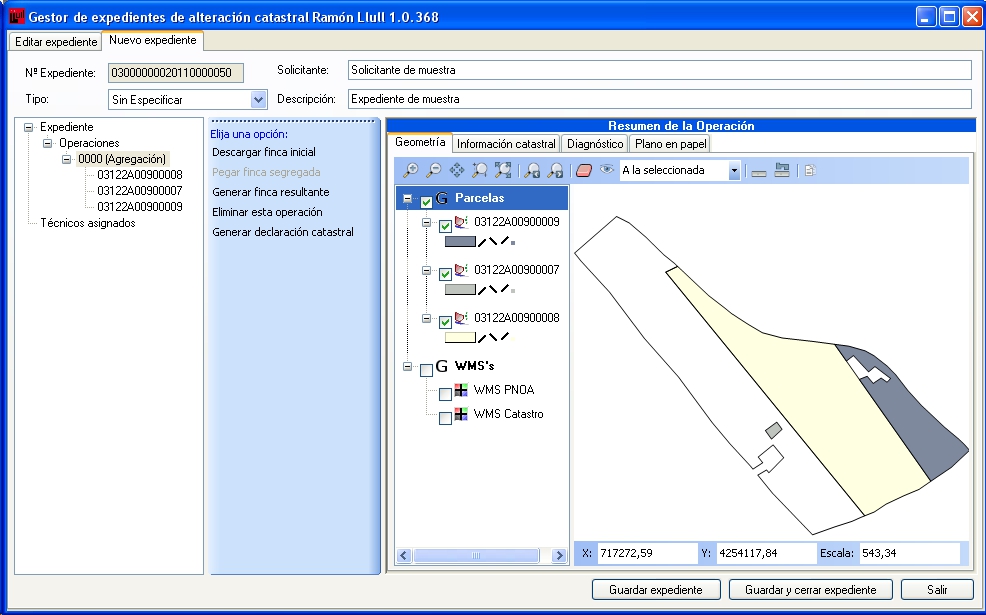 Gestor de expedientes de alteración catastral Ramón Llull 1.0.368
Editar expediente
Nuevo expediente
Nº Expediente:
03000000020110000050
Solicitante:
Solicitante de muestra
Tipo:
Sin Especificar
Descripción:
Expediente de muestra
Expediente
Operaciones
0000 (Agregación)
03122A00900008
03122A00900007
03122A00900009
Técnicos asignados
Elija una opción:
Descargar finca inicial
Pegar finca segregada
Generar finca resultante
Eliminar esta operación
Generar declaración catastral
Resumen de la Operación
Geometría
Información catastral
Diagnóstico
Plano en papel
A la seleccionada
G Parcelas
03122A00900009
03122A00900007
03122A00900008
G WMS's
WMS PNOA
WMS Catastro
X: 717272,59
Y: 4254117,84
Escala: 543,34
Guardar expediente
Guardar y cerrar expediente
Salir